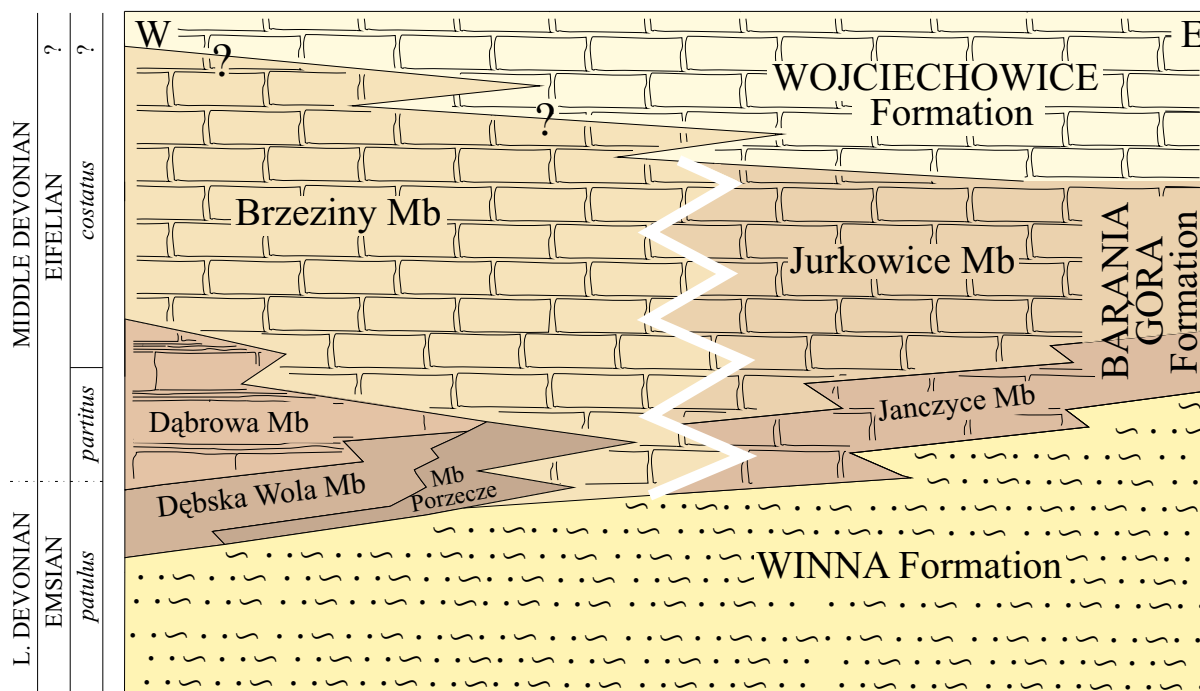 W
E
?
?
?
?
WOJCIECHOWICE
Formation
MIDDLE DEVONIAN
EIFELIAN
costatus
Brzeziny Mb
Jurkowice Mb
BARANIA
GORA
Formation
partitus
Dąbrowa Mb
Janczyce Mb
Dębska Wola Mb
Mb
Porzecze
L. DEVONIAN
EMSIAN
patulus
WINNA Formation